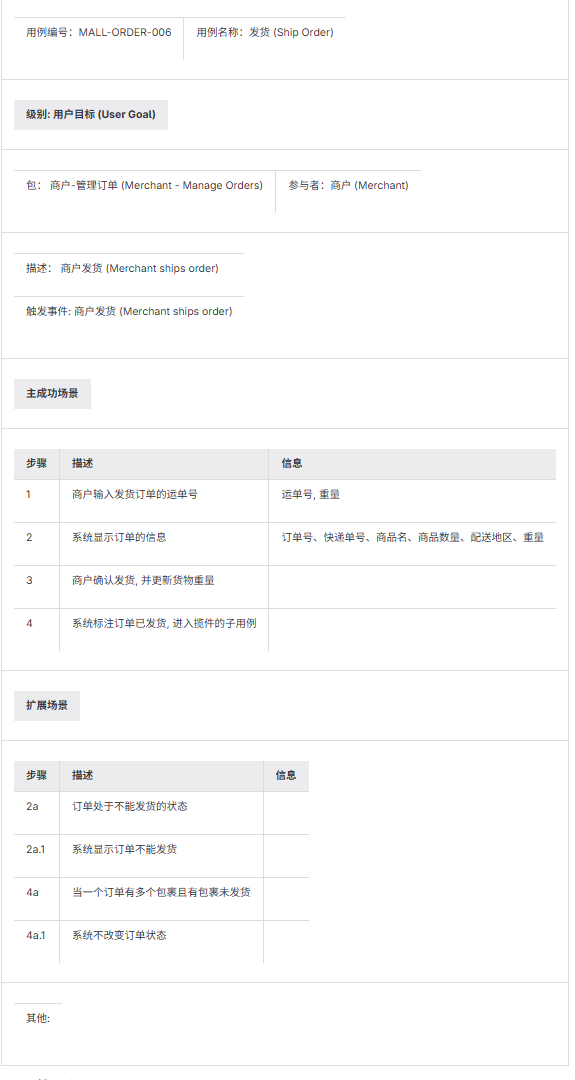 用例编号：MALL-ORDER-006 用例名称：发货 (Ship Order)
级别: 用户目标 (User Goal)
包： 商户-管理订单 (Merchant - Manage Orders) 参与者：商户 (Merchant)
描述： 商户发货 (Merchant ships order)
触发事件: 商户发货 (Merchant ships order)
主成功场景
步骤 描述 信息
1 商户输入发货订单的运单号 运单号, 重量
2 系统显示订单的信息 订单号、快递单号、商品名、商品数量、配送地区、重量
3 商户确认发货, 并更新货物重量
4 系统标注订单已发货, 进入揽件的子用例
扩展场景
步骤 描述 信息
2a 订单处于不能发货的状态
2a.1 系统显示订单不能发货
4a 当一个订单有多个包裹且有包裹未发货
4a.1 系统不改变订单状态
其他: